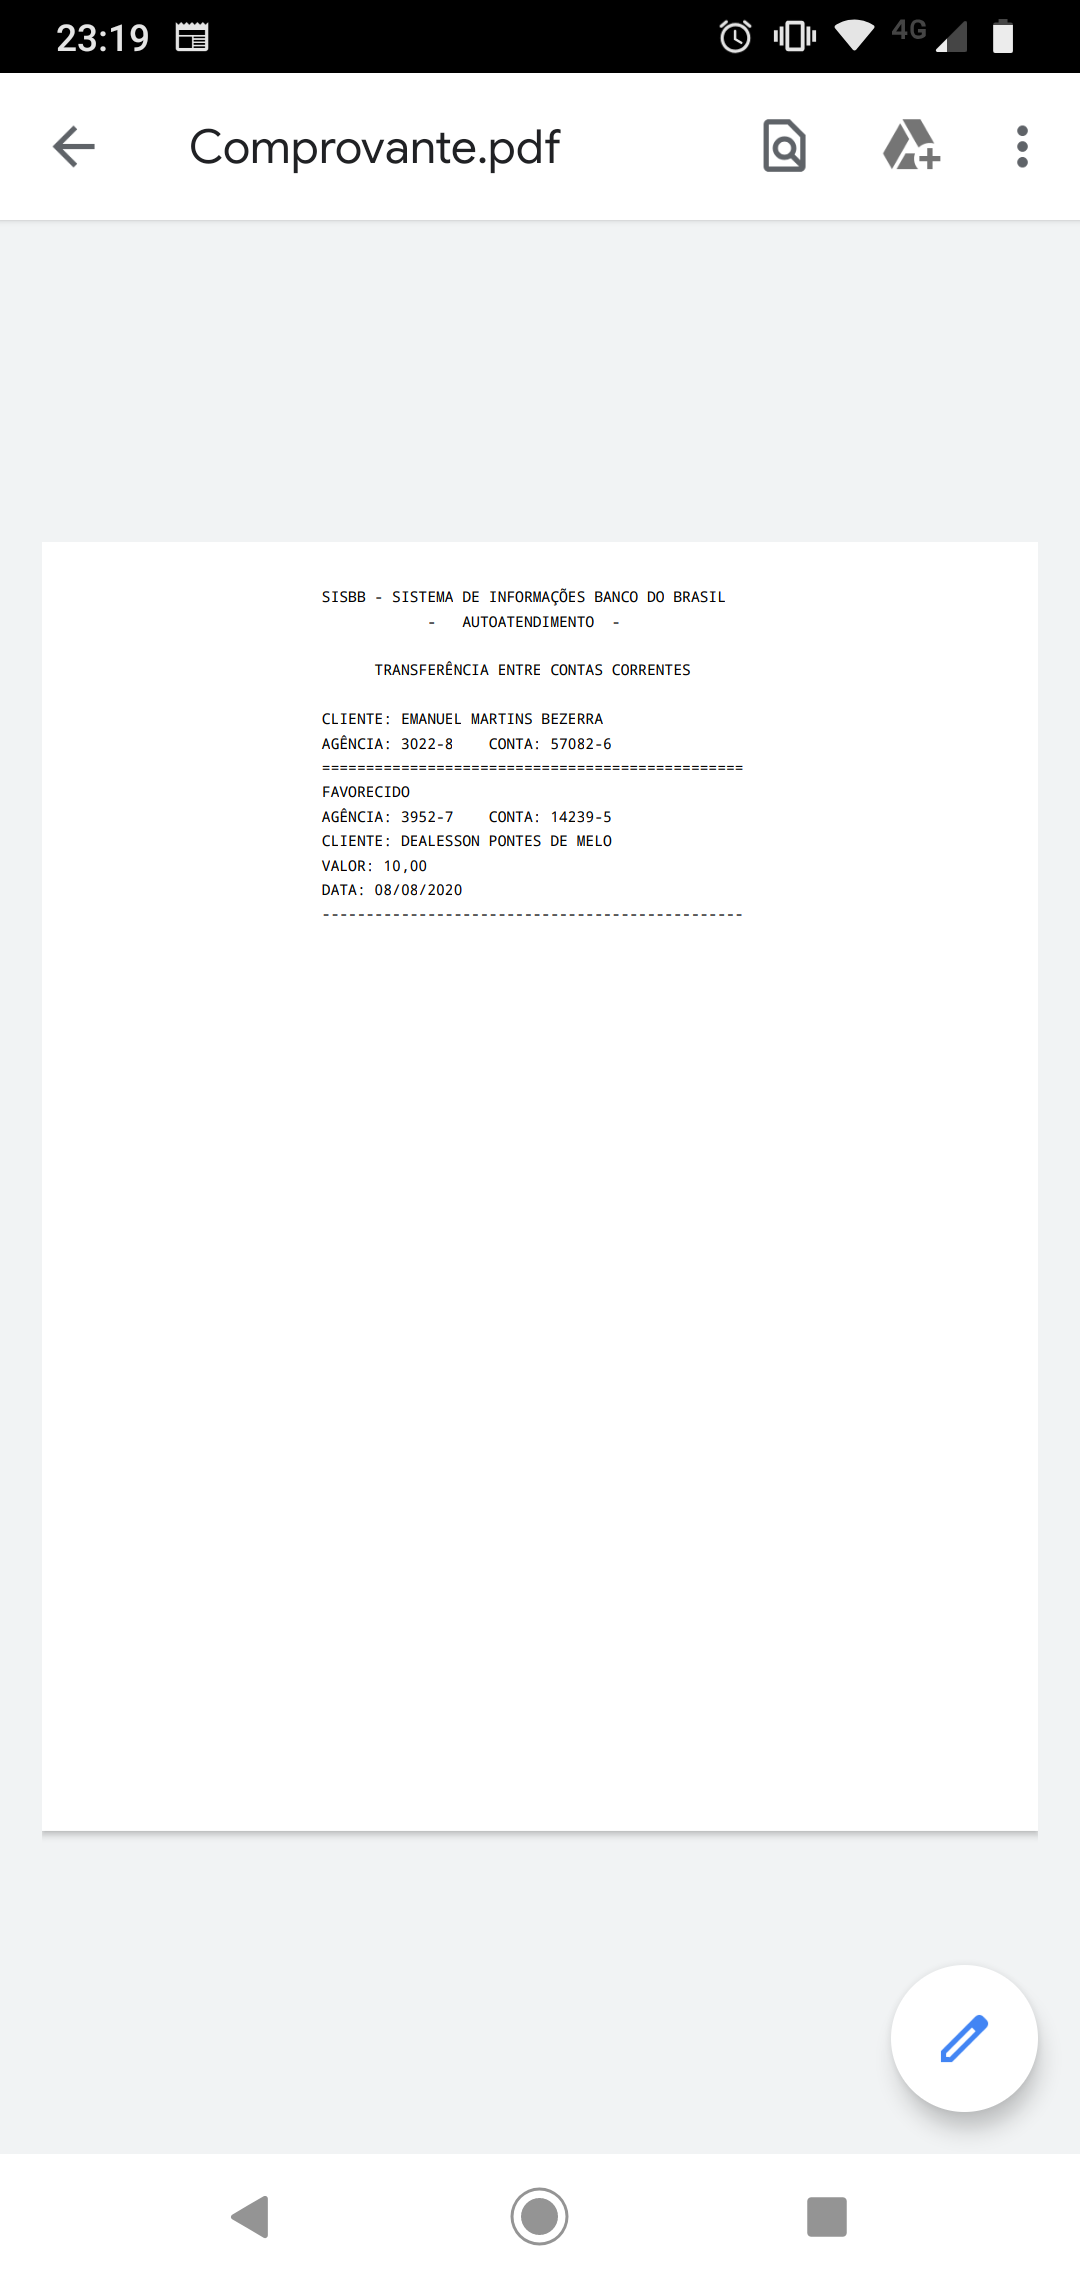 23:19
4G
Comprovante.pdf
SISBB - SISTEMA DE INFORMAÇÕES BANCO DO BRASIL
- AUTOATENDIMENTO -
TRANSFERÊNCIA ENTRE CONTAS CORRENTES
CLIENTE: EMANUEL MARTINS BEZERRA
AGÊNCIA: 3022-8 CONTA: 57082-6
================================================
FAVORECIDO
AGÊNCIA: 3952-7 CONTA: 14239-5
CLIENTE: DEALESSON PONTES DE MELO
VALOR: 10,00
DATA: 08/08/2020
------------------------------------------------